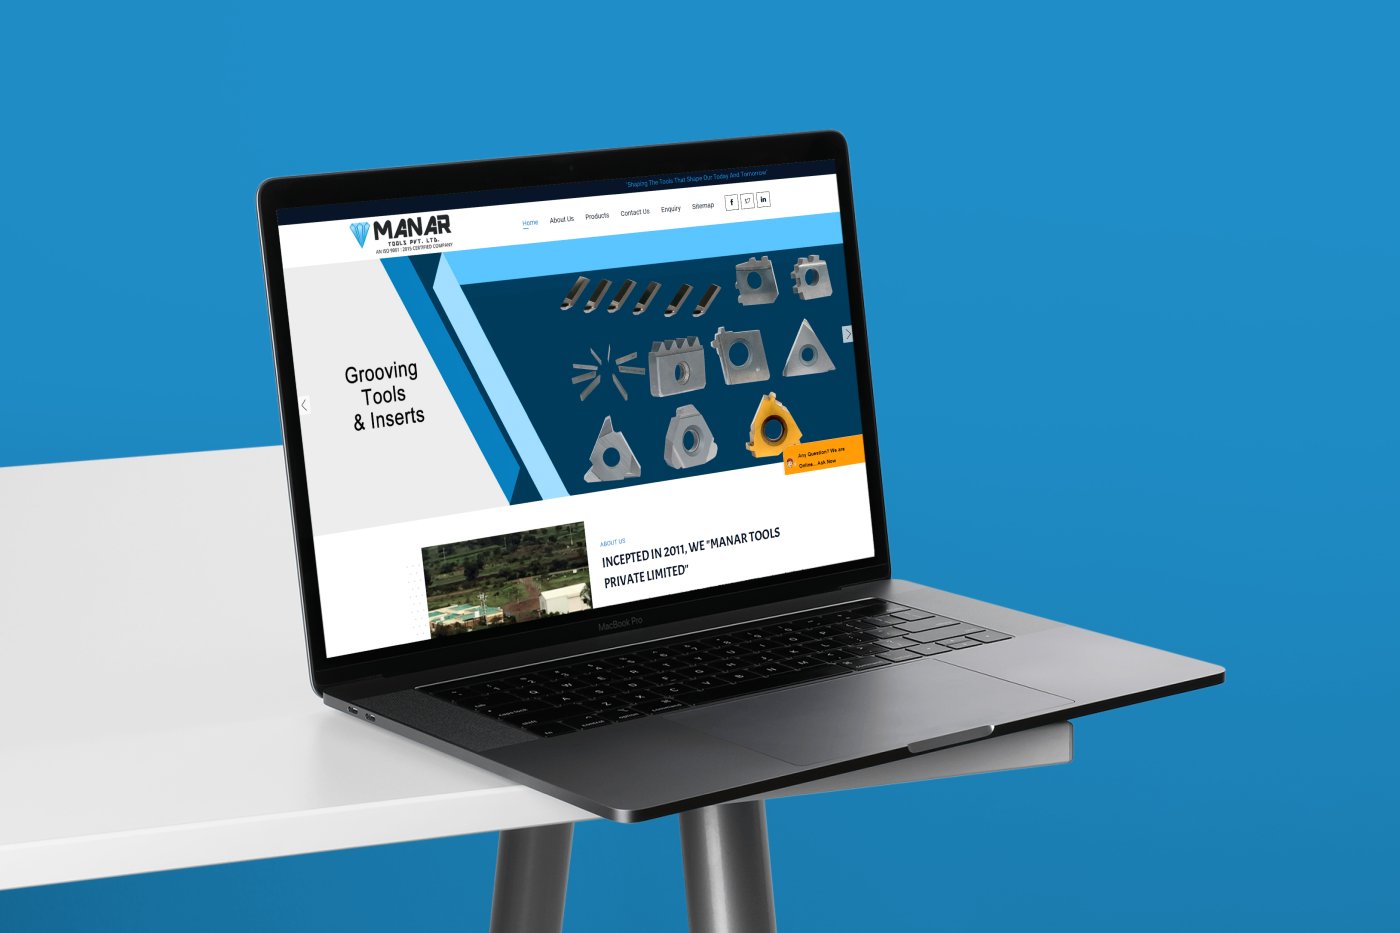 "Shaping The Tools That Shape Our Today And Tomorrow"
MANAR
TOOLS PVT. LTD.
AN ISO 9001 : 2015 CERTIFIED COMPANY
Home About Us Products Contact Us Enquiry Sitemap
Grooving
Tools
& Inserts
Any Question? We are
Online...Ask Now
ABOUT US
INCEPTED IN 2011, WE "MANAR TOOLS
PRIVATE LIMITED"
MacBook Pro